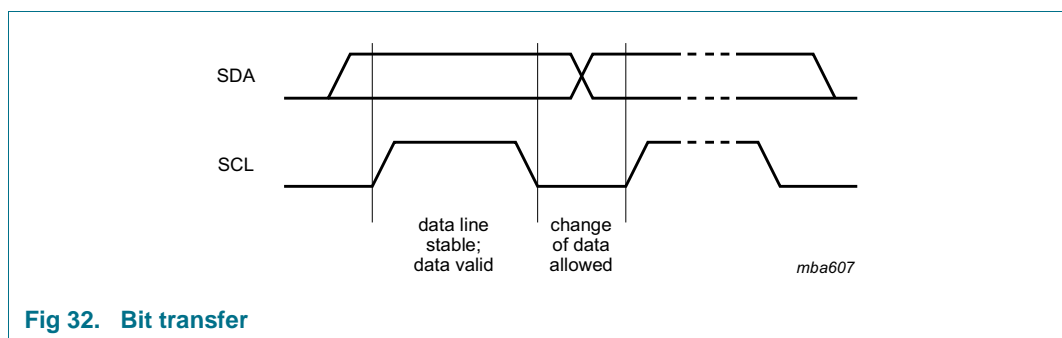 SDA
SCL
data line
stable;
data valid
change
of data
allowed
mba607
Fig 32. Bit transfer